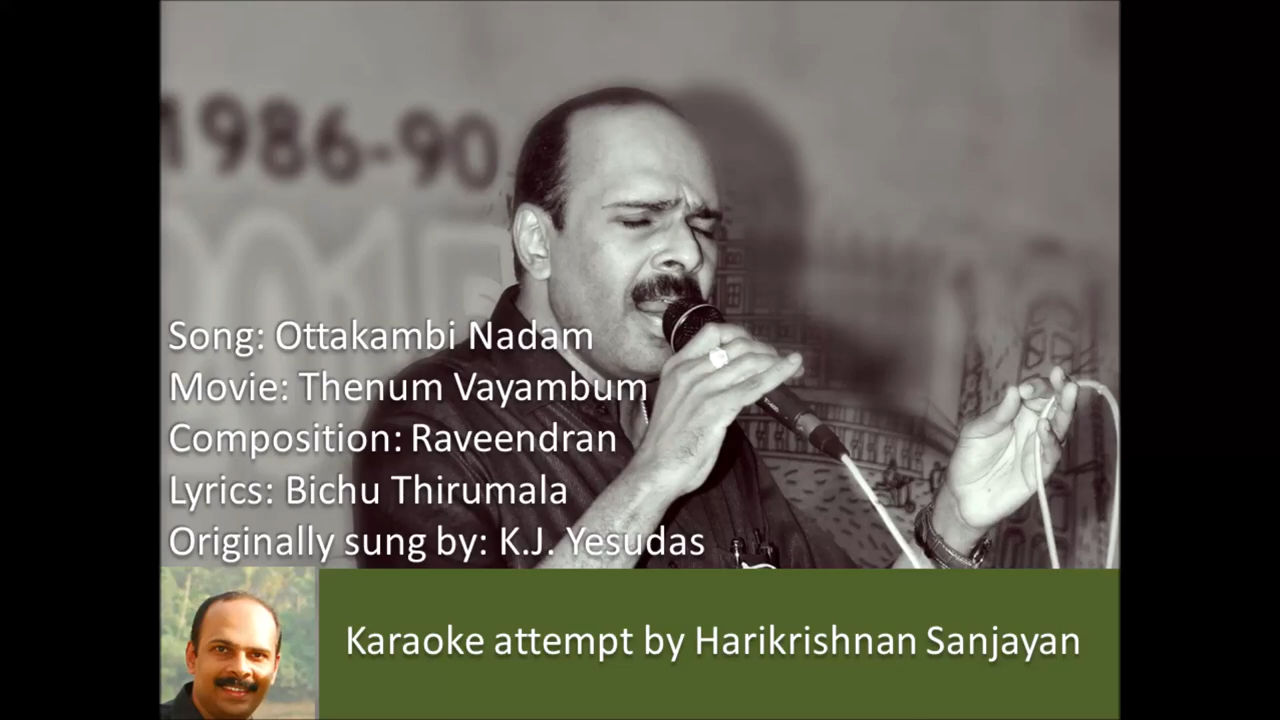 1986-90
Song: Ottakambi Nadam
Movie: Thenum Vayambum
Composition: Raveendran
Lyrics: Bichu Thirumala
Originally sung by: K.J. Yesudas
Karaoke attempt by Harikrishnan Sanjayan